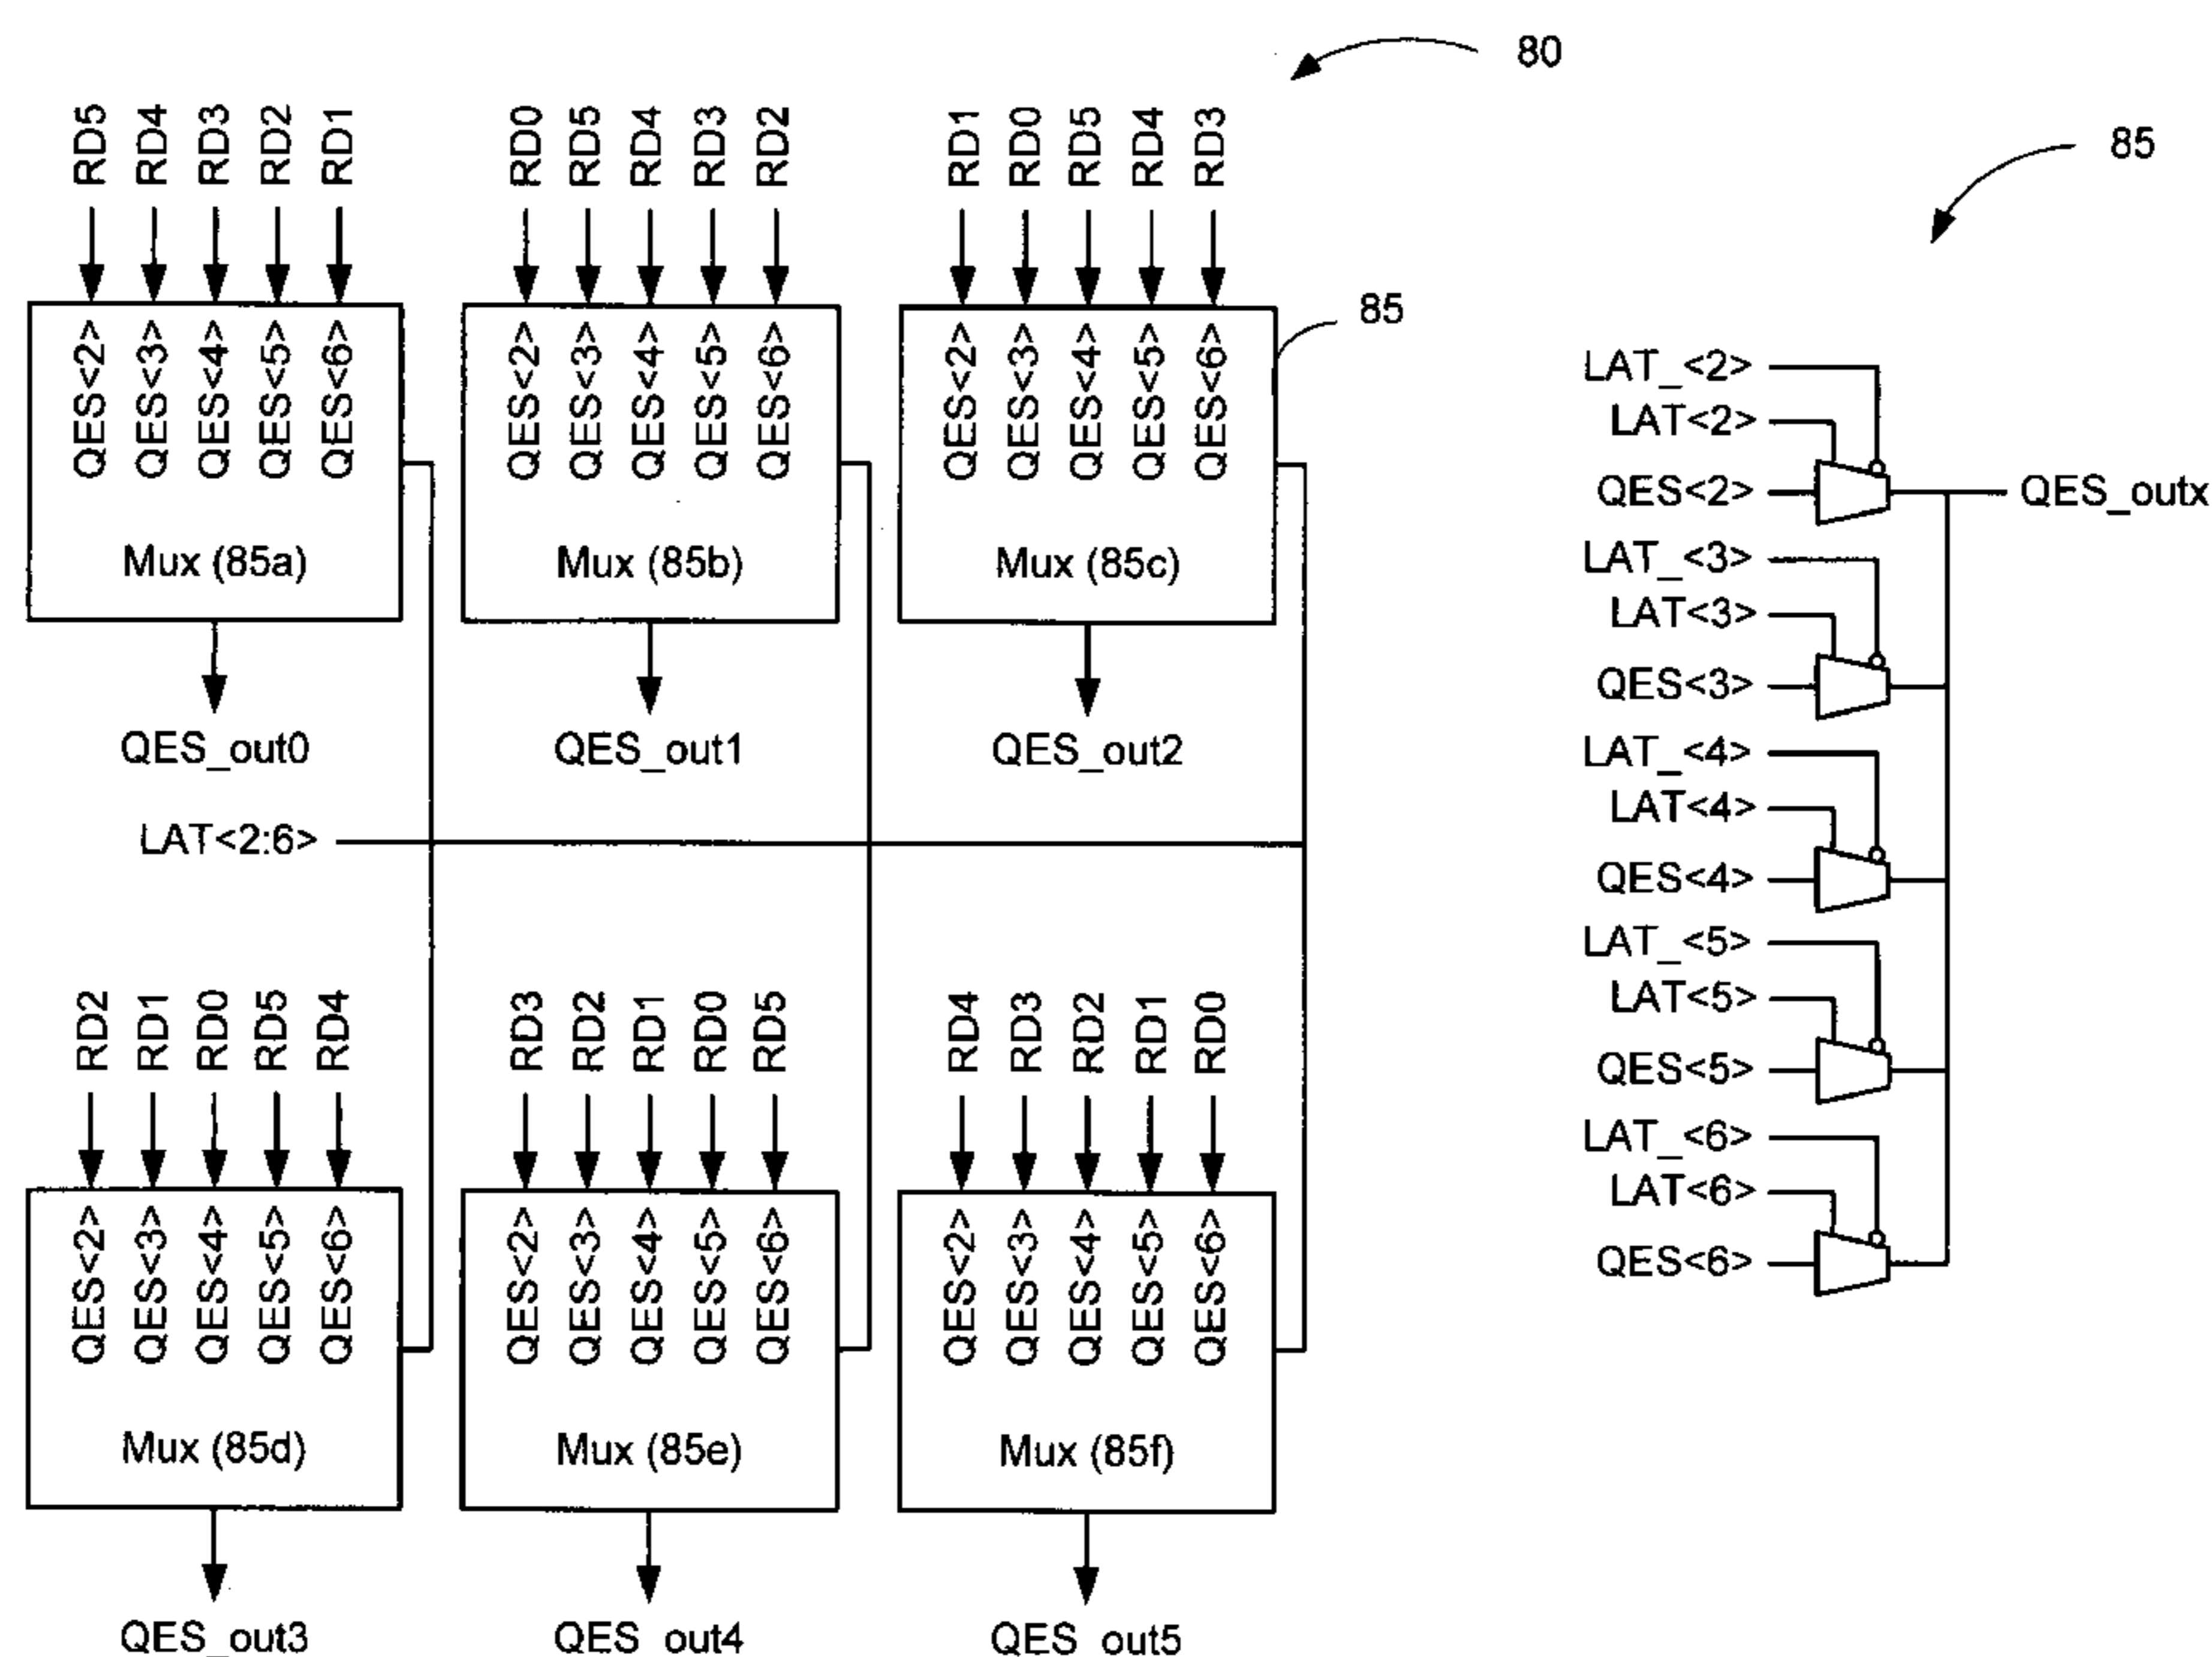 80
85
RD5 RD4 RD3 RD2 RD1
RD0 RD5 RD4 RD3 RD2
RD1 RD0 RD5 RD4 RD3
85
QES<2> QES<3> QES<4> QES<5> QES<6>
QES<2> QES<3> QES<4> QES<5> QES<6>
QES<2> QES<3> QES<4> QES<5> QES<6>
Mux (85a)
Mux (85b)
Mux (85c)
QES_out0
QES_out1
QES_out2
LAT<2:6>
RD2 RD1 RD0 RD5 RD4
RD3 RD2 RD1 RD0 RD5
RD4 RD3 RD2 RD1 RD0
QES<2> QES<3> QES<4> QES<5> QES<6>
QES<2> QES<3> QES<4> QES<5> QES<6>
QES<2> QES<3> QES<4> QES<5> QES<6>
Mux (85d)
Mux (85e)
Mux (85f)
QES_out3
QES out4
QES out5
LAT_<2>
LAT<2>
QES<2>
QES_outx
LAT_<3>
LAT<3>
QES<3>
LAT_<4>
LAT<4>
QES<4>
LAT_<5>
LAT<5>
QES<5>
LAT_<6>
LAT<6>
QES<6>